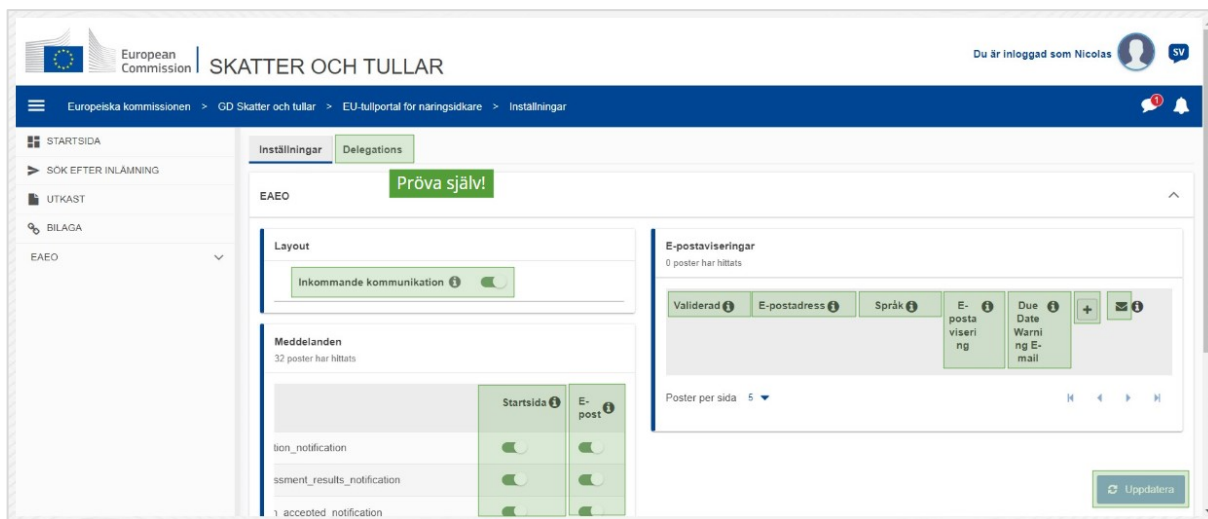 European
Commission
SKATTER OCH TULLAR
Du är inloggad som Nicolas
SV
Europeiska kommissionen > GD Skatter och tullar > EU-tullportal för näringsidkare > Inställningar
1
STARTSIDA
SÖK EFTER INLÄMNING
UTKAST
BILAGA
EAEO
Inställningar
Delegations
Pröva själv!
EAEO
Layout
Inkommande kommunikation
Meddelanden
32 poster har hittats
Startsida
E-
post
tion_notification
ssment_results_notification
n_accepted_notification
E-postaviseringar
0 poster har hittats
Validerad
E-postadress
Språk
E-
posta
viseri
ng
Due
Date
Warni
ng E-
mail
+
Poster per sida 5
Uppdatera